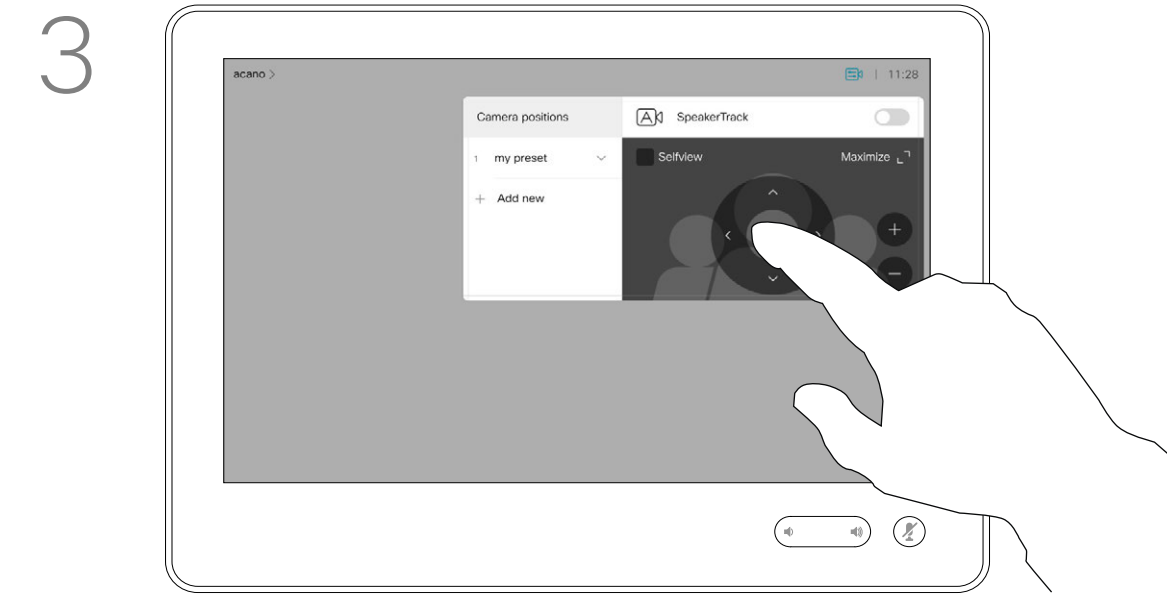 3
acano >
11:28
Camera positions
SpeakerTrack
1 my preset
Selfview
Maximize
+ Add new